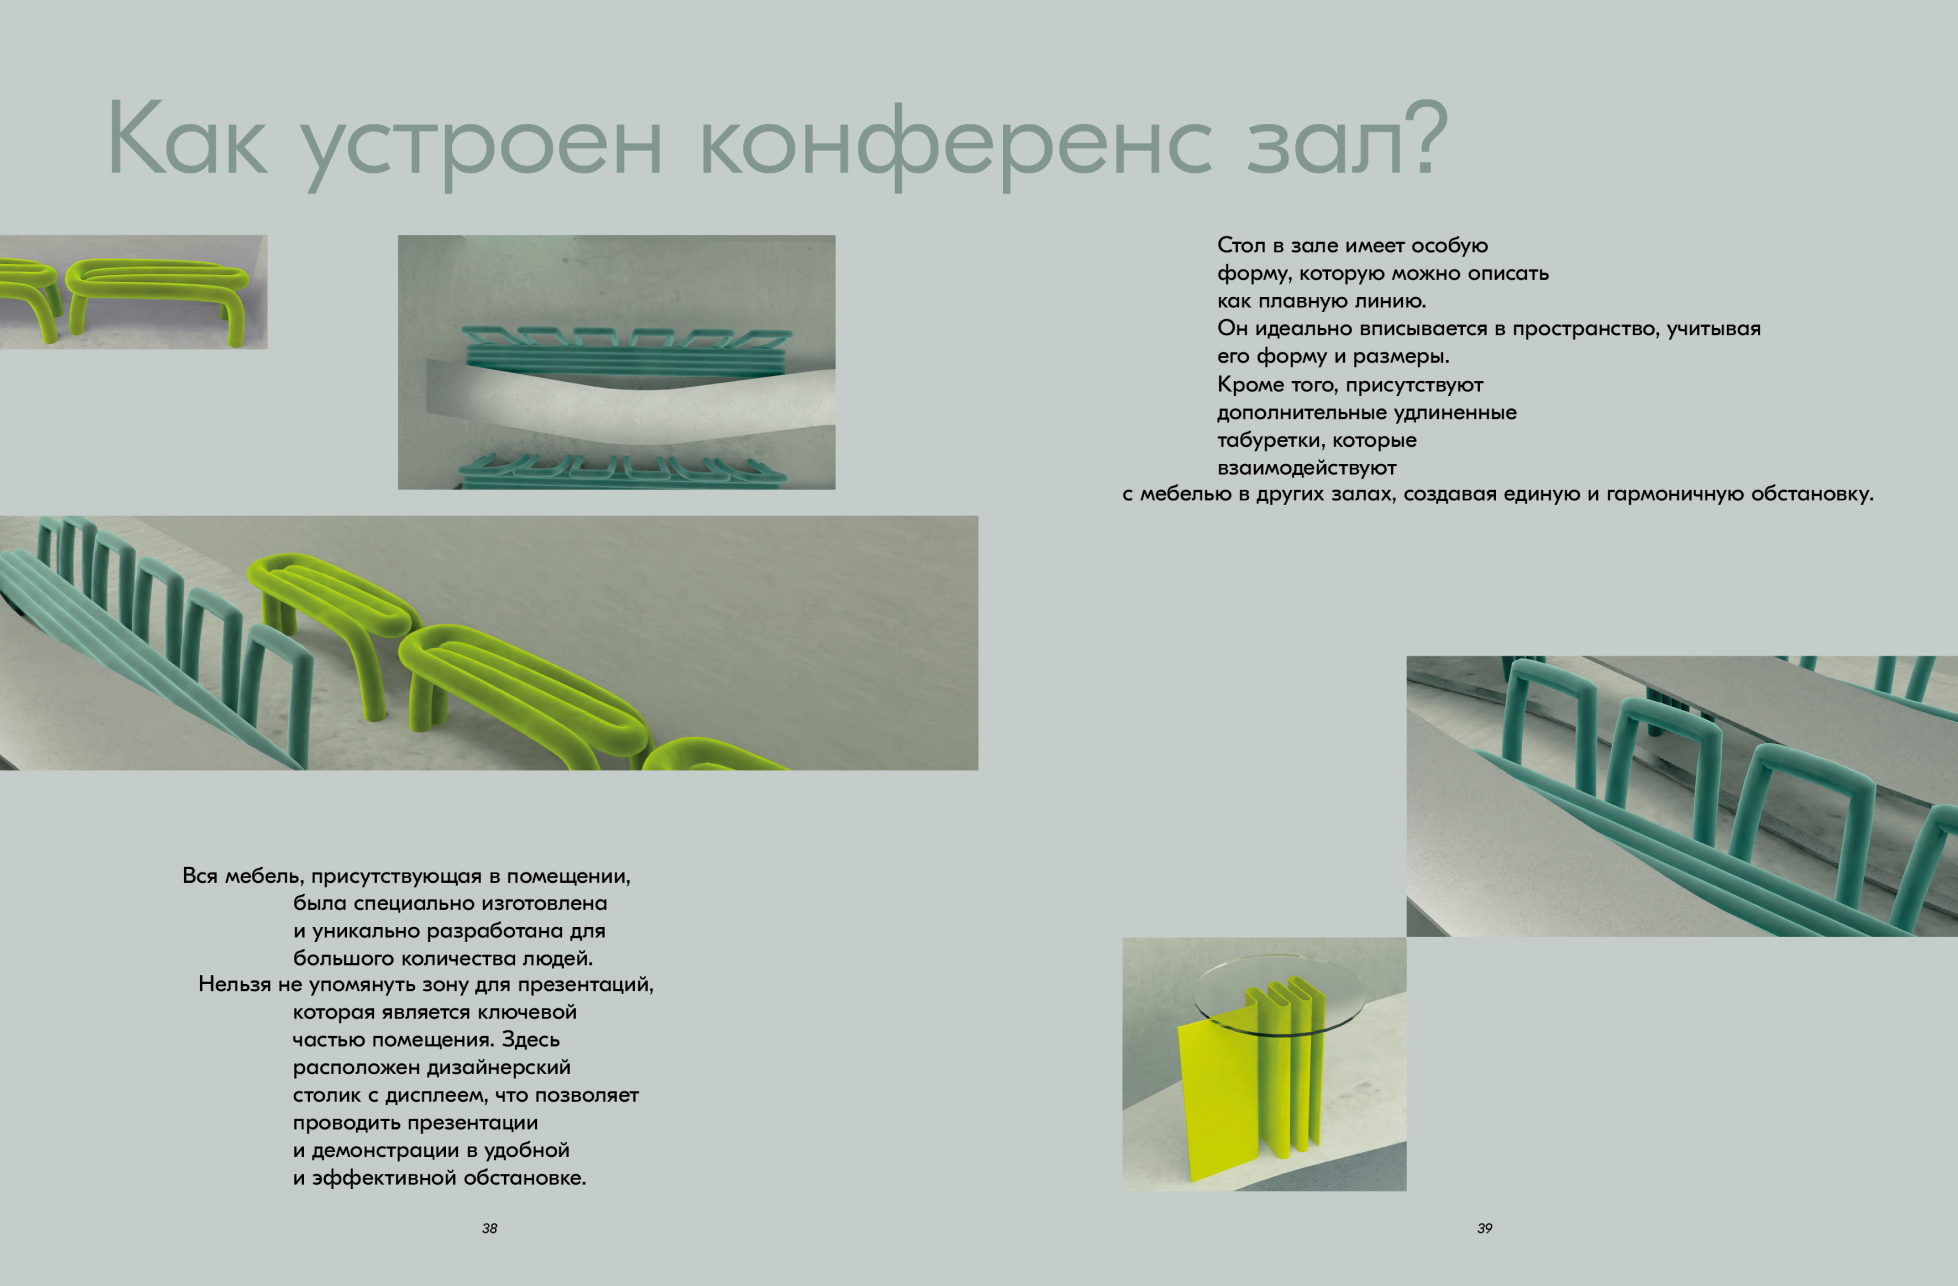 Как устроен конференс зал?
Стол в зале имеет особую
форму, которую можно описать
как плавную линию.
Он идеально вписывается в пространство, учитывая
его форму и размеры.
Кроме того, присутствуют
дополнительные удлиненные
табуретки, которые
взаимодействуют
с мебелью в других залах, создавая единую и гармоничную обстановку.
Вся мебель, присутствующая в помещении,
была специально изготовлена
и уникально разработана для
большого количества людей.
Нельзя не упомянуть зону для презентаций,
которая является ключевой
частью помещения. Здесь
расположен дизайнерский
столик с дисплеем, что позволяет
проводить презентации
и демонстрации в удобной
и эффективной обстановке.
38
39